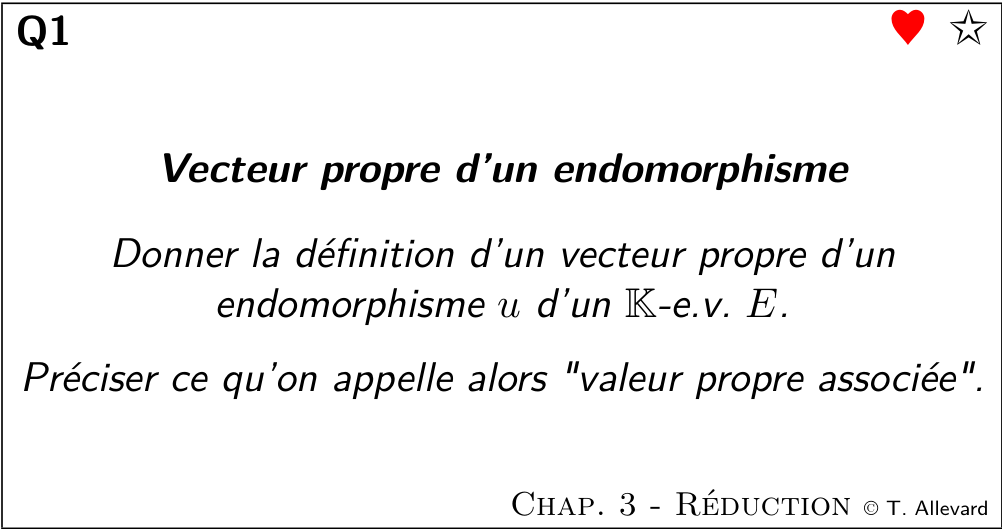 Q1
Vecteur propre d'un endomorphisme
Donner la définition d'un vecteur propre d'un
endomorphisme u d'un 𝕂-e.v. E.
Préciser ce qu'on appelle alors "valeur propre associée".
Chap. 3 - Réduction © T. Allevard